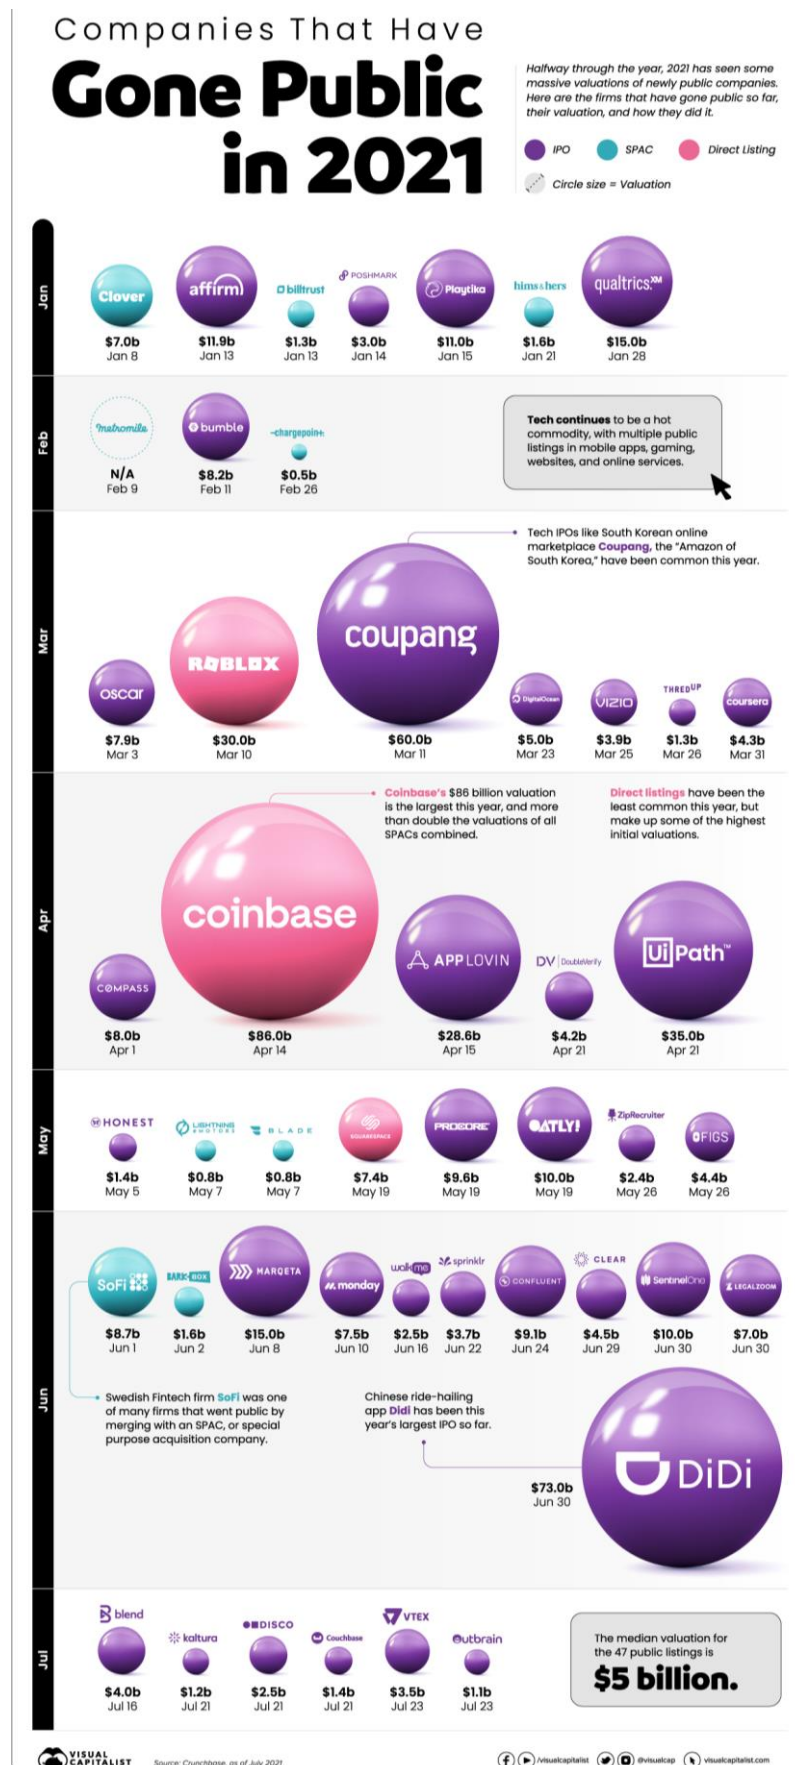 Companies That Have
Gone Public
in 2021
Halfway through the year, 2021 has seen some
massive valuations of newly public companies.
Here are the firms that have gone public so far,
their valuation, and how they did it.
IPO
SPAC
Direct Listing
Circle size = Valuation
Jan
Clover
$7.0b
Jan 8
affirm
$11.9b
Jan 13
billtrust
$1.3b
Jan 13
POSHMARK
$3.0b
Jan 14
Playtika
$11.0b
Jan 15
hims & hers
$1.6b
Jan 21
qualtrics.XM
$15.0b
Jan 28
Feb
metromile
N/A
Feb 9
bumble
$8.2b
Feb 11
-chargepoin+.
$0.5b
Feb 26
Tech continues to be a hot
commodity, with multiple public
listings in mobile apps, gaming,
websites, and online services.
Mar
Tech IPOs like South Korean online
marketplace Coupang, the "Amazon of
South Korea," have been common this year.
oscar
$7.9b
Mar 3
ROBLOX
$30.0b
Mar 10
coupang
$60.0b
Mar 11
DigitalOcean
$5.0b
Mar 23
VIZIO
$3.9b
Mar 25
THREDUP
$1.3b
Mar 26
coursera
$4.3b
Mar 31
Apr
Coinbase's $86 billion valuation
is the largest this year, and more
than double the valuations of all
SPACs combined.
Direct listings have been the
least common this year, but
make up some of the highest
initial valuations.
COMPASS
$8.0b
Apr 1
coinbase
$86.0b
Apr 14
APPLOVIN
$28.6b
Apr 15
DV DoubleVerify
$4.2b
Apr 21
UiPath™
$35.0b
Apr 21
May
HONEST
$1.4b
May 5
LIGHTNING
eMOTORS
$0.8b
May 7
BLADE
$0.8b
May 7
SQUARESPACE
$7.4b
May 19
PROCORE
$9.6b
May 19
OATLY!
$10.0b
May 19
ZipRecruiter
$2.4b
May 26
FIGS
$4.4b
May 26
Jun
SoFi
$8.7b
Jun 1
BARK BOX
$1.6b
Jun 2
MARQETA
$15.0b
Jun 8
monday
$7.5b
Jun 10
walkme
$2.5b
Jun 16
sprinklr
$3.7b
Jun 22
CONFLUENT
$9.1b
Jun 24
CLEAR
$4.5b
Jun 29
SentinelOne
$10.0b
Jun 30
LEGALZOOM
$7.0b
Jun 30
Swedish Fintech firm SoFi was one
of many firms that went public by
merging with an SPAC, or special
purpose acquisition company.
Chinese ride-hailing
app Didi has been this
year's largest IPO so far.
DiDi
$73.0b
Jun 30
Jul
blend
$4.0b
Jul 16
kaltura
$1.2b
Jul 21
DISCO
$2.5b
Jul 21
Couchbase
$1.4b
Jul 21
VTEX
$3.5b
Jul 23
Outbrain
$1.1b
Jul 23
The median valuation for
the 47 public listings is
$5 billion.
VISUAL
CAPITALIST
Source: Crunchbase, as of July 2021
/visualcapitalist
@visualcap
visualcapitalist.com